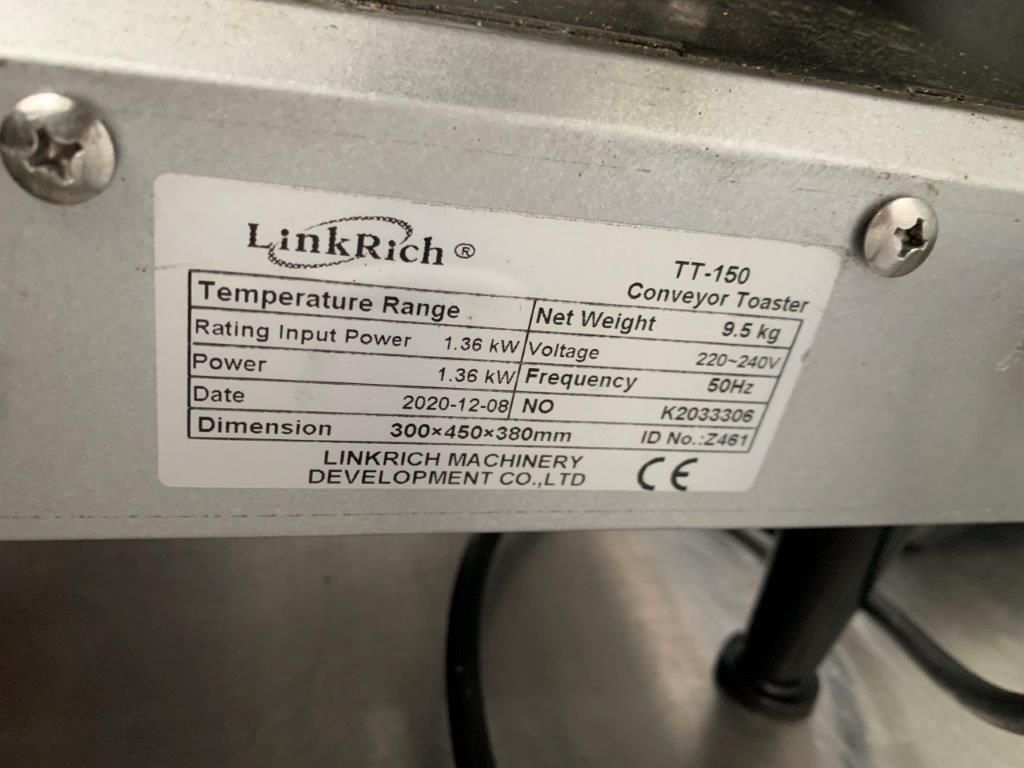 LinkRich ®
TT-150
Conveyor Toaster
Temperature Range
Net Weight 9.5 kg
Rating Input Power 1.36 kW
Voltage 220~240V
Power 1.36 kW
Frequency 50Hz
Date 2020-12-08
NO K2033306
Dimension 300×450×380mm
ID No.:Z461
LINKRICH MACHINERY
DEVELOPMENT CO.,LTD
CE